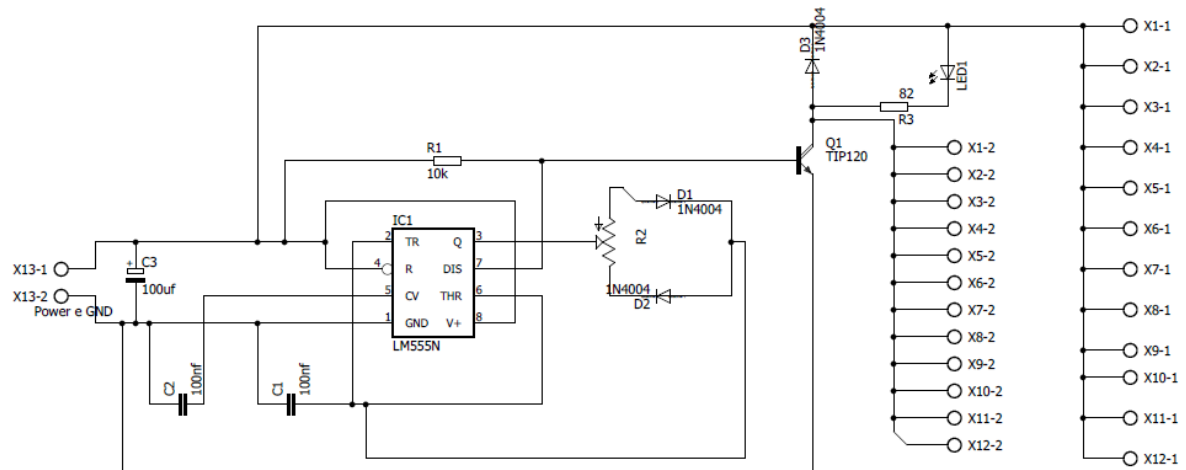 D3
1N4004
LED1
82
R3
X1-1
X2-1
X3-1
X4-1
X5-1
X6-1
X7-1
X8-1
X9-1
X10-1
X11-1
X12-1
R1
10k
Q1
TIP120
X1-2
X2-2
X3-2
X4-2
X5-2
X6-2
X7-2
X8-2
X9-2
X10-2
X11-2
X12-2
D1
1N4004
R2
1N4004
D2
IC1
2 TR Q 3
4 R DIS 7
5 CV THR 6
1 GND V+ 8
LM555N
X13-1
X13-2
Power e GND
+ C3
100uf
C2
100nf
C1
100nf